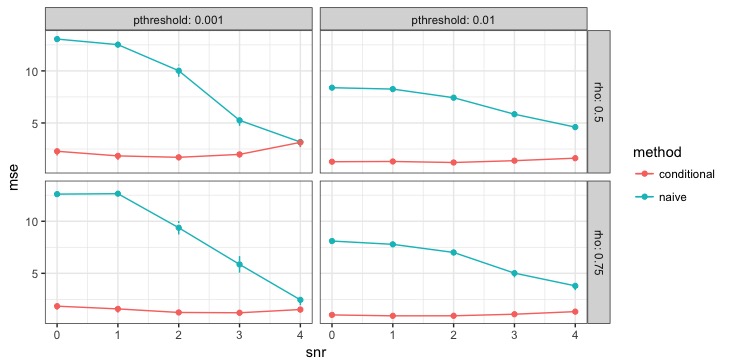 pthreshold: 0.001
pthreshold: 0.01
10
5
rho: 0.5
10
5
rho: 0.75
mse
0 1 2 3 4
0 1 2 3 4
snr
method
conditional
naive